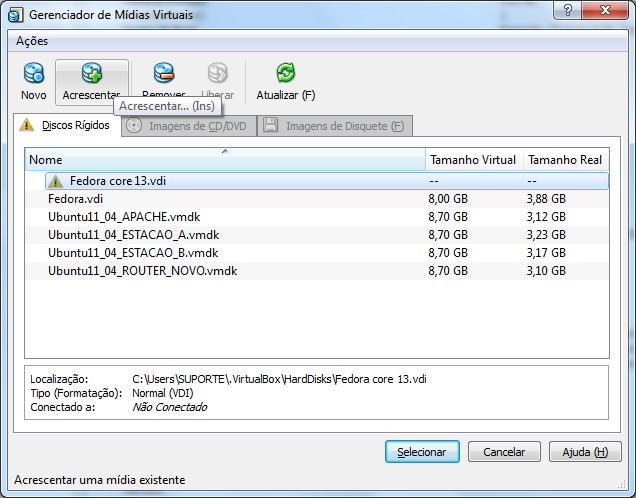 Gerenciador de Mídias Virtuais
Ações
Novo Acrescentar Remover Liberar Atualizar (F)
Acrescentar... (Ins)
Discos Rígidos Imagens de CD/DVD Imagens de Disquete (F)
Nome Tamanho Virtual Tamanho Real
Fedora core 13.vdi -- --
Fedora.vdi 8,00 GB 3,88 GB
Ubuntu11_04_APACHE.vmdk 8,70 GB 3,12 GB
Ubuntu11_04_ESTACAO_A.vmdk 8,70 GB 3,23 GB
Ubuntu11_04_ESTACAO_B.vmdk 8,70 GB 3,17 GB
Ubuntu11_04_ROUTER_NOVO.vmdk 8,70 GB 3,10 GB
Localização: C:\Users\SUPORTE\.VirtualBox\HardDisks\Fedora core 13.vdi
Tipo (Formatação): Normal (VDI)
Conectado a: Não Conectado
Selecionar Cancelar Ajuda (H)
Acrescentar uma mídia existente